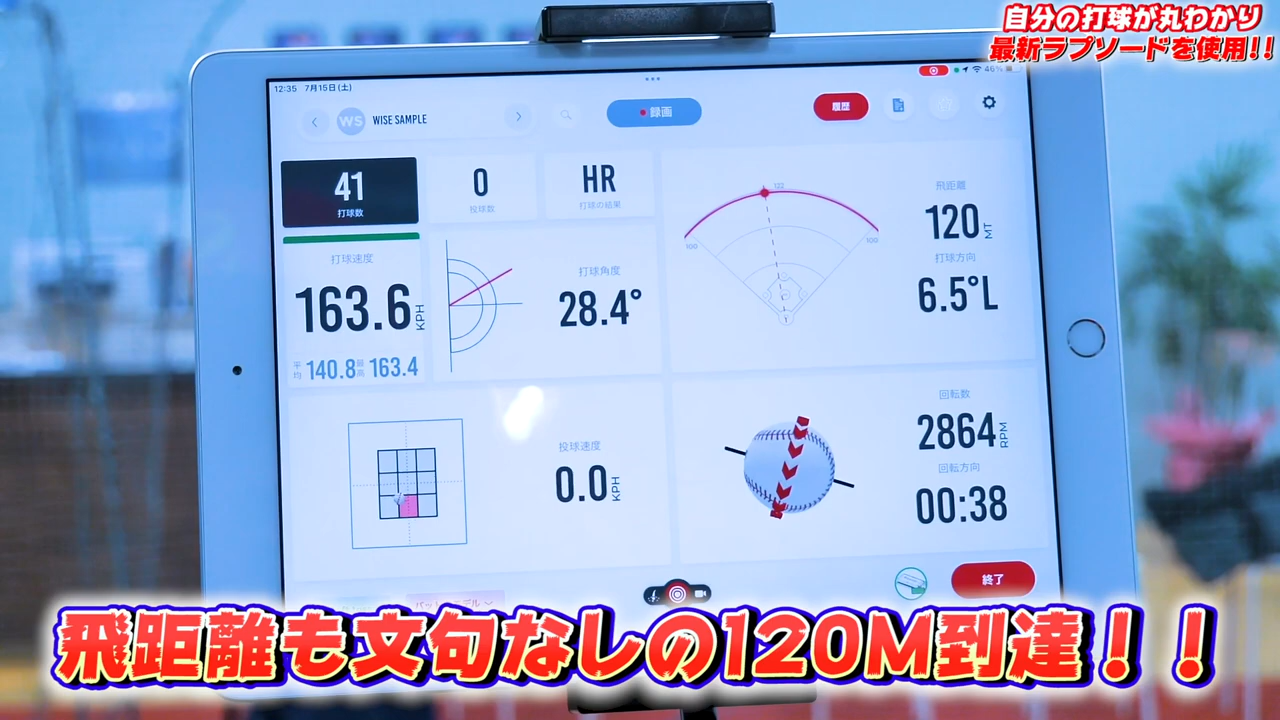 自分の打球が丸わかり
最新ラプソードを使用!!
12:35 7月15日(土)
46%
WS WISE SAMPLE
録画
履歴
41
打球数
0
投球数
HR
打球の結果
打球速度
163.6 KPH
平均 140.8 最高 163.4
打球角度
28.4°
122
100
100
飛距離
120 MT
打球方向
6.5°L
投球速度
0.0 KPH
回転数
2864 RPM
回転方向
00:38
終了
飛距離も文句なしの120M到達!!